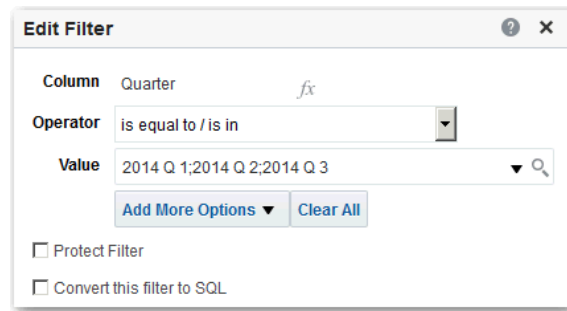 Edit Filter
Column Quarter fx
Operator is equal to / is in
Value 2014 Q 1;2014 Q 2;2014 Q 3
Add More Options Clear All
Protect Filter
Convert this filter to SQL